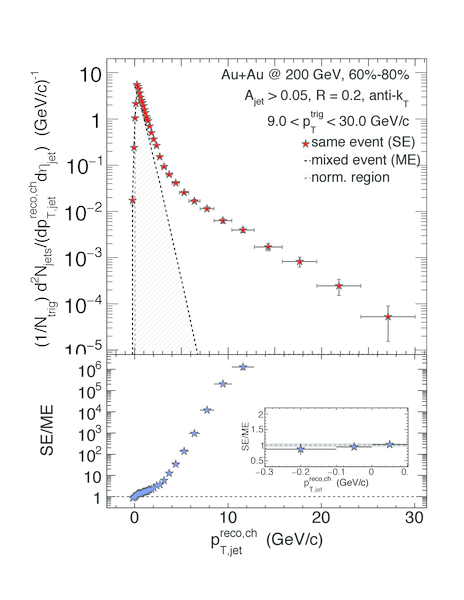 Au+Au @ 200 GeV, 60%-80%
A_jet > 0.05, R = 0.2, anti-k_T
9.0 < p_T^trig < 30.0 GeV/c
same event (SE)
mixed event (ME)
norm. region
(1/N_trig) d²N_jets/(dp_T,jet^reco,ch dη_jet) (GeV/c)^-1
10
1
10^-1
10^-2
10^-3
10^-4
10^-5
SE/ME
10^6
10^5
10^4
10^3
10^2
10
1
SE/ME
2
1.5
1
0.5
-0.3 -0.2 -0.1 0 0.
p_T,jet^reco,ch (GeV/c)
0 10 20 30
p_T,jet^reco,ch (GeV/c)